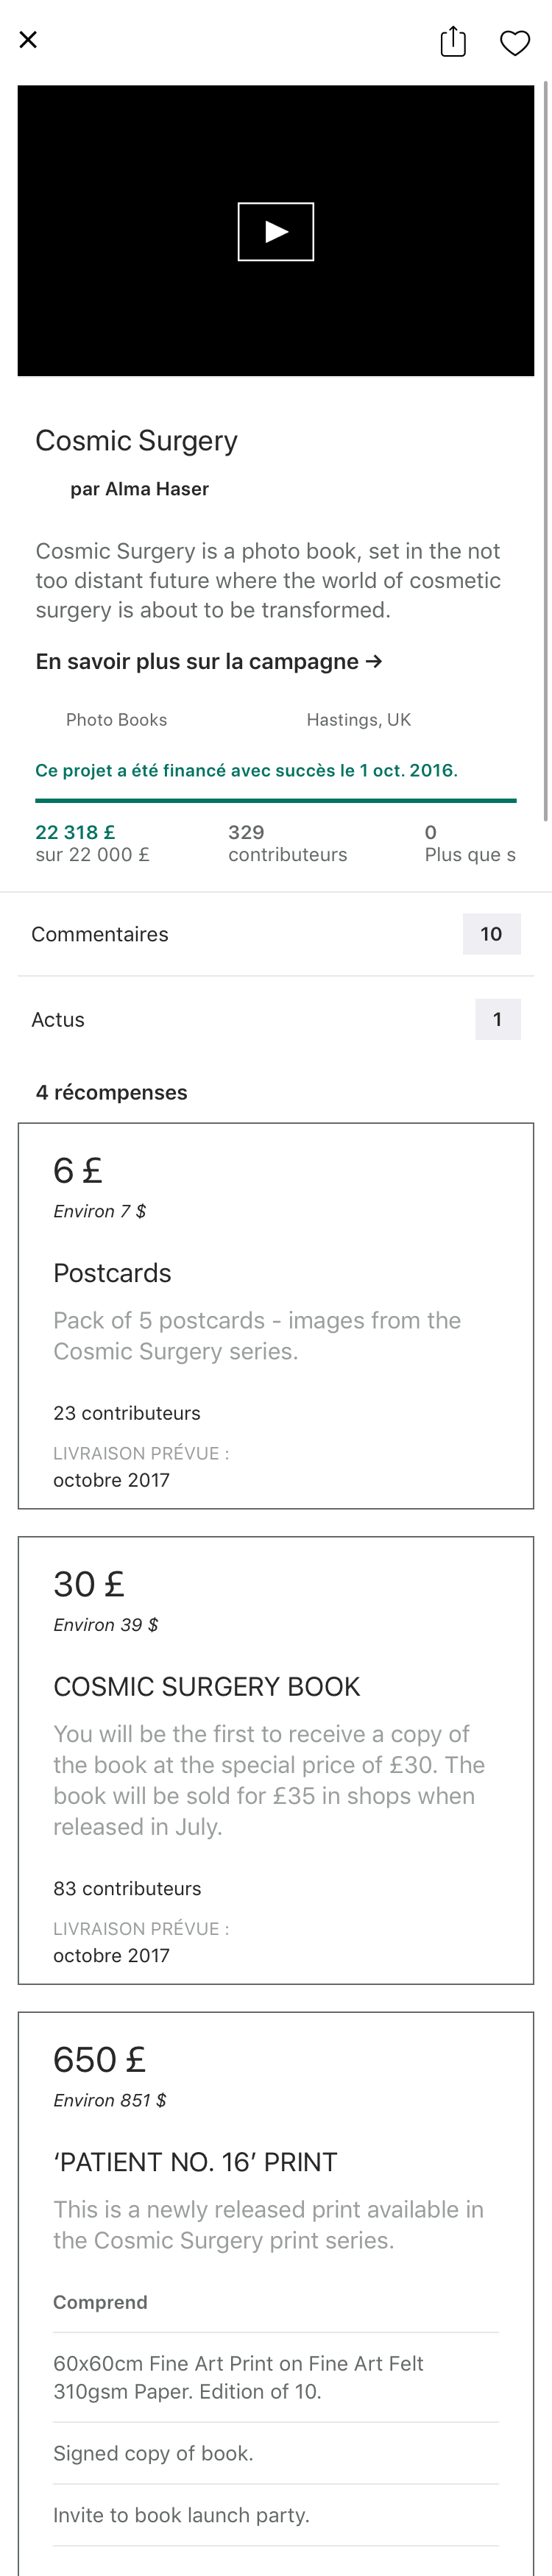 Cosmic Surgery
par Alma Haser
Cosmic Surgery is a photo book, set in the not
too distant future where the world of cosmetic
surgery is about to be transformed.
En savoir plus sur la campagne →
Photo Books
Hastings, UK
Ce projet a été financé avec succès le 1 oct. 2016.
22 318 £
sur 22 000 £
329
contributeurs
0
Plus que s
Commentaires
10
Actus
1
4 récompenses
6 £
Environ 7 $
Postcards
Pack of 5 postcards - images from the
Cosmic Surgery series.
23 contributeurs
LIVRAISON PRÉVUE :
octobre 2017
30 £
Environ 39 $
COSMIC SURGERY BOOK
You will be the first to receive a copy of
the book at the special price of £30. The
book will be sold for £35 in shops when
released in July.
83 contributeurs
LIVRAISON PRÉVUE :
octobre 2017
650 £
Environ 851 $
‘PATIENT NO. 16’ PRINT
This is a newly released print available in
the Cosmic Surgery print series.
Comprend
60x60cm Fine Art Print on Fine Art Felt
310gsm Paper. Edition of 10.
Signed copy of book.
Invite to book launch party.